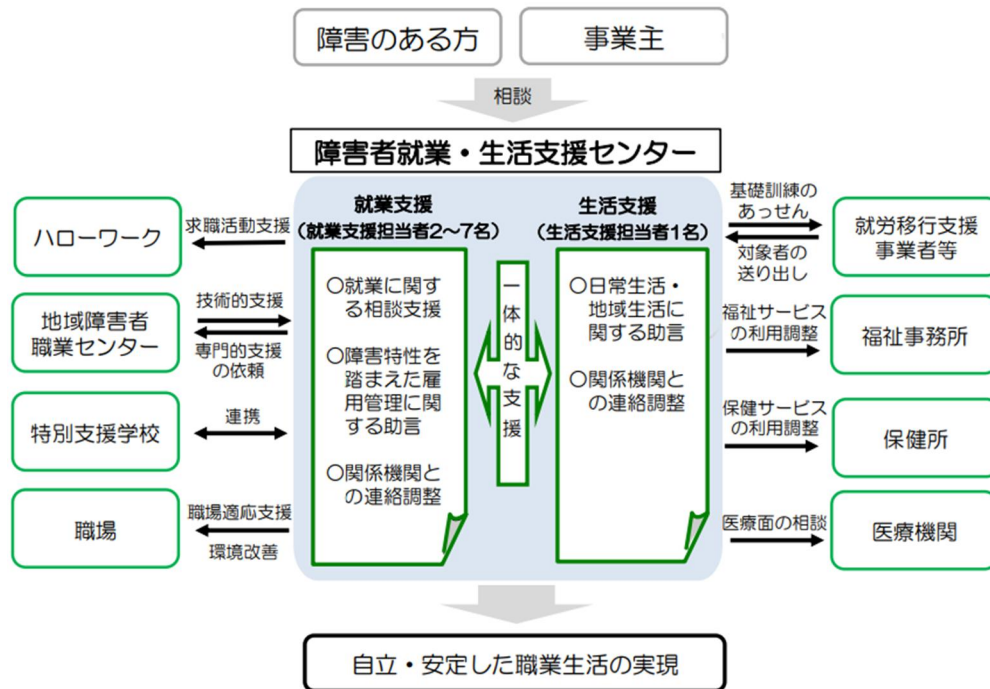 障害のある方
事業主
相談
障害者就業・生活支援センター
ハローワーク
求職活動支援
地域障害者
職業センター
技術的支援
専門的支援
の依頼
特別支援学校
連携
職場
職場適応支援
環境改善
就業支援
(就業支援担当者2~7名)
○就業に関す
る相談支援
○障害特性を
踏まえた雇
用管理に関
する助言
○関係機関と
の連絡調整
一体的な支援
生活支援
(生活支援担当者1名)
○日常生活・
地域生活に
関する助言
○関係機関と
の連絡調整
基礎訓練の
あっせん
対象者の
送り出し
就労移行支援
事業者等
福祉サービス
の利用調整
福祉事務所
保健サービス
の利用調整
保健所
医療面の相談
医療機関
自立・安定した職業生活の実現